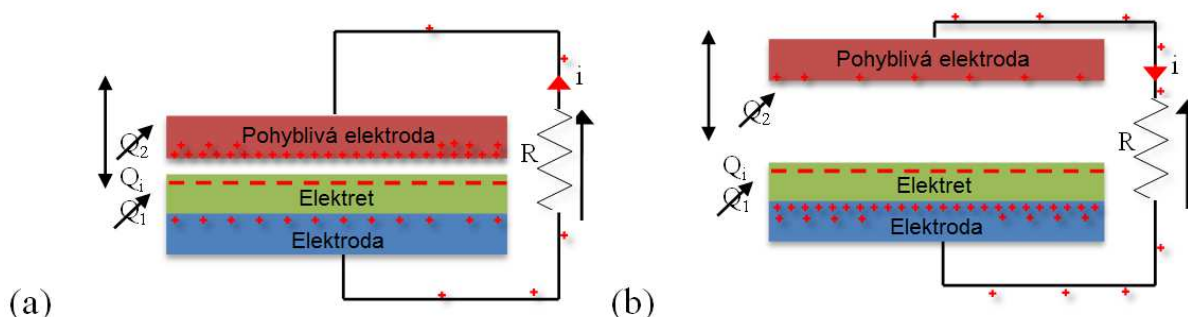 Pohyblivá elektroda
i
R
Q2
Qi
Q1
Elektret
Elektroda
(a)
Pohyblivá elektroda
i
R
Q2
Qi
Q1
Elektret
Elektroda
(b)